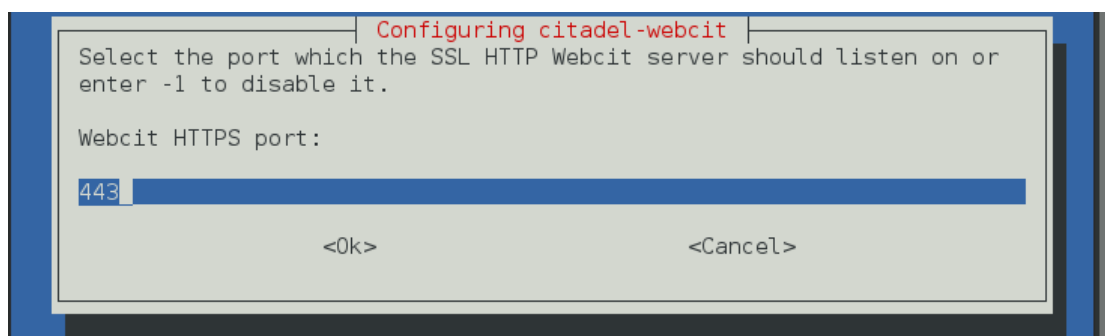 Configuring citadel-webcit
Select the port which the SSL HTTP Webcit server should listen on or
enter -1 to disable it.
Webcit HTTPS port:
443
<Ok> <Cancel>